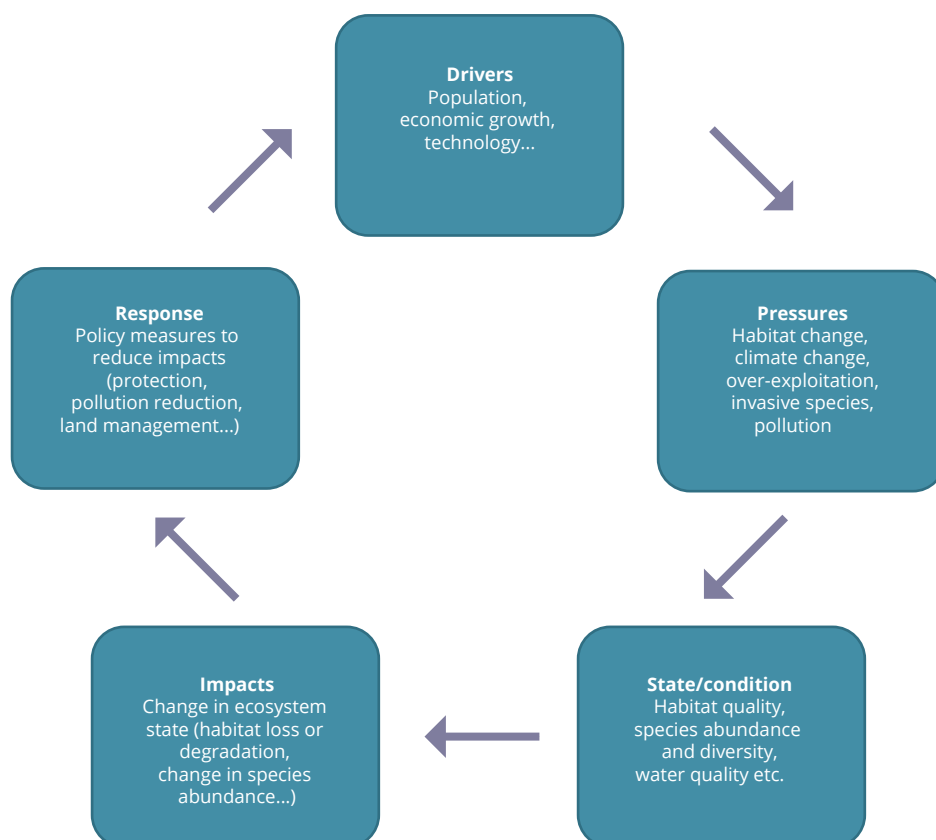 Drivers
Population,
economic growth,
technology...
Response
Policy measures to
reduce impacts
(protection,
pollution reduction,
land management...)
Pressures
Habitat change,
climate change,
over-exploitation,
invasive species,
pollution
Impacts
Change in ecosystem
state (habitat loss or
degradation,
change in species
abundance...)
State/condition
Habitat quality,
species abundance
and diversity,
water quality etc.